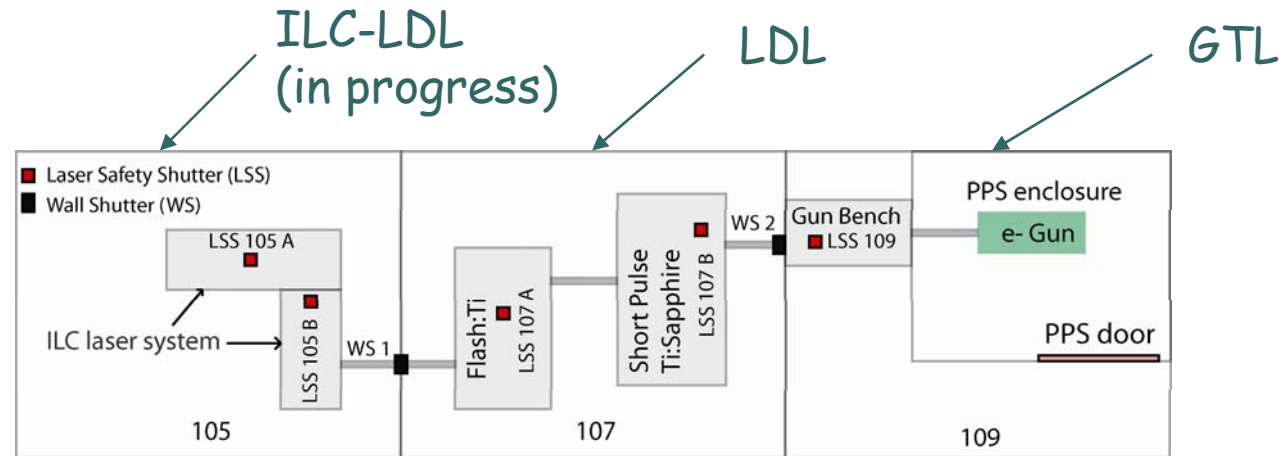 ILC-LDL
(in progress)
LDL
GTL
Laser Safety Shutter (LSS)
Wall Shutter (WS)
LSS 105 A
ILC laser system
LSS 105 B
WS 1
105
Flash:Ti
LSS 107 A
Short Pulse
Ti:Sapphire
LSS 107 B
WS 2
107
Gun Bench
LSS 109
PPS enclosure
e- Gun
PPS door
109